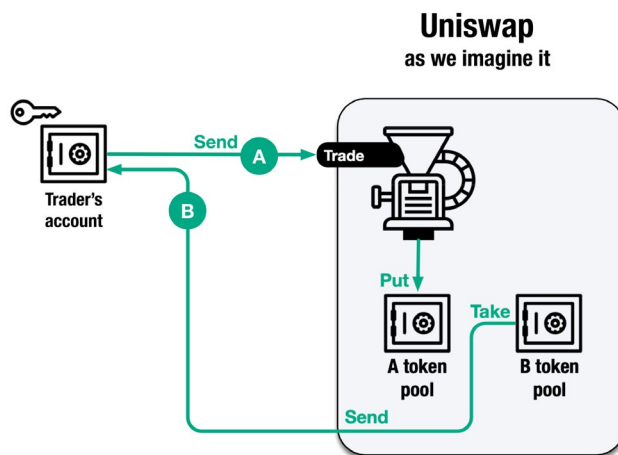 Uniswap
as we imagine it
Send
A
Trade
Trader's
account
B
Put
Take
A token
pool
B token
pool
Send